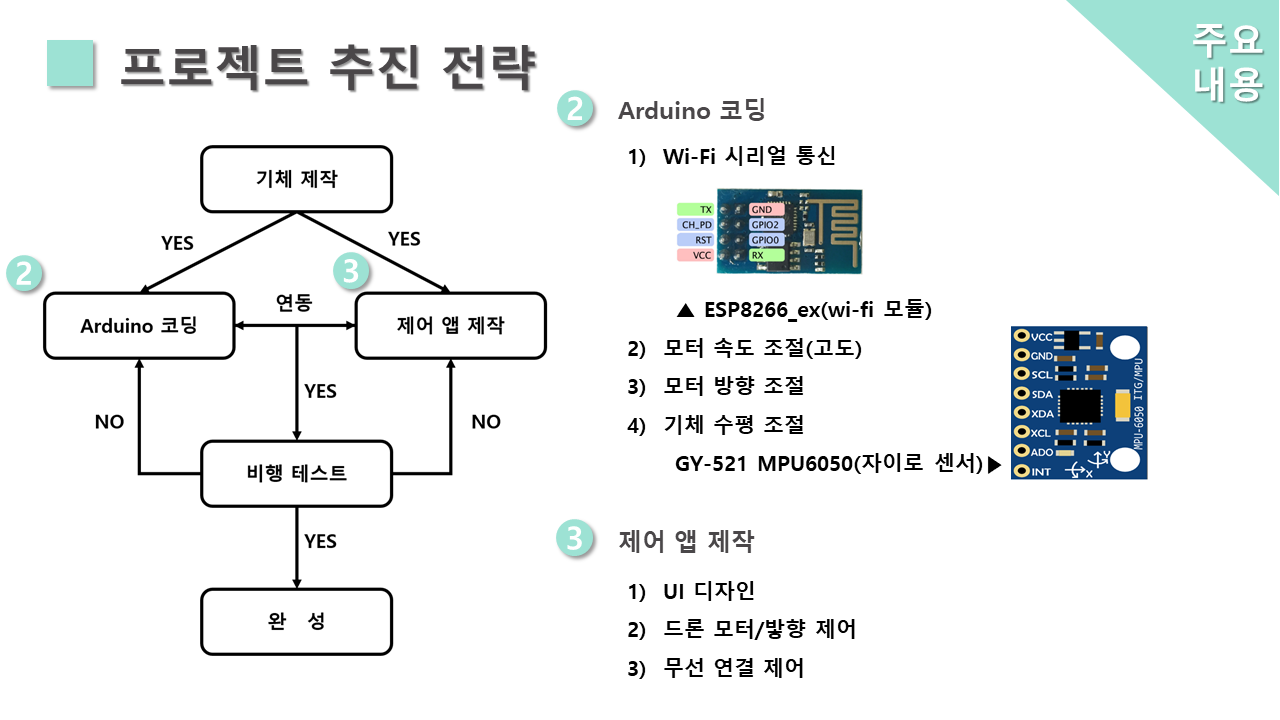 프로젝트 추진 전략
주요
내용
기체 제작
YES
YES
2
3
Arduino 코딩
연동
제어 앱 제작
YES
NO
NO
비행 테스트
YES
완 성
2
Arduino 코딩
1) Wi-Fi 시리얼 통신
TX
GND
CH_PD
GPIO2
RST
GPIO0
VCC
RX
▲ ESP8266_ex(wi-fi 모듈)
2) 모터 속도 조절(고도)
3) 모터 방향 조절
4) 기체 수평 조절
GY-521 MPU6050(자이로 센서)▶
VCC
GND
SCL
SDA
XDA
XCL
ADO
INT
MPU-6050 ITG/MPU
X
Y
3
제어 앱 제작
1) UI 디자인
2) 드론 모터/방향 제어
3) 무선 연결 제어